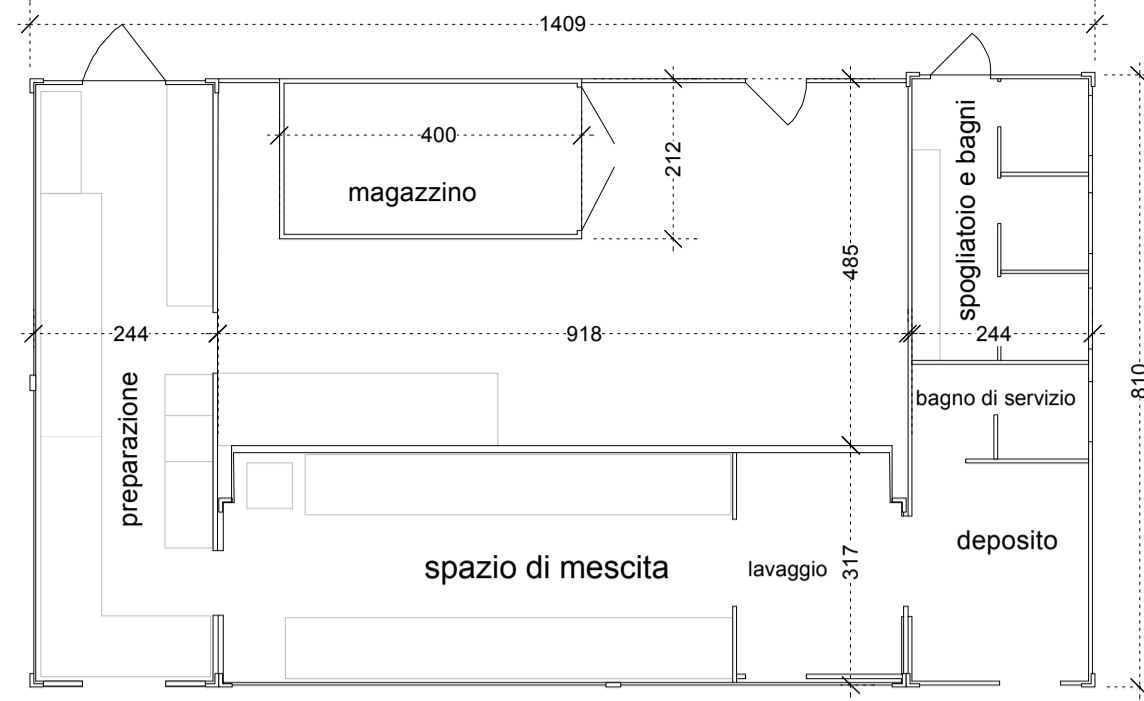 1409
400
magazzino
212
spogliatoio e bagni
485
244
918
244
810
preparazione
bagno di servizio
spazio di mescita
lavaggio
317
deposito